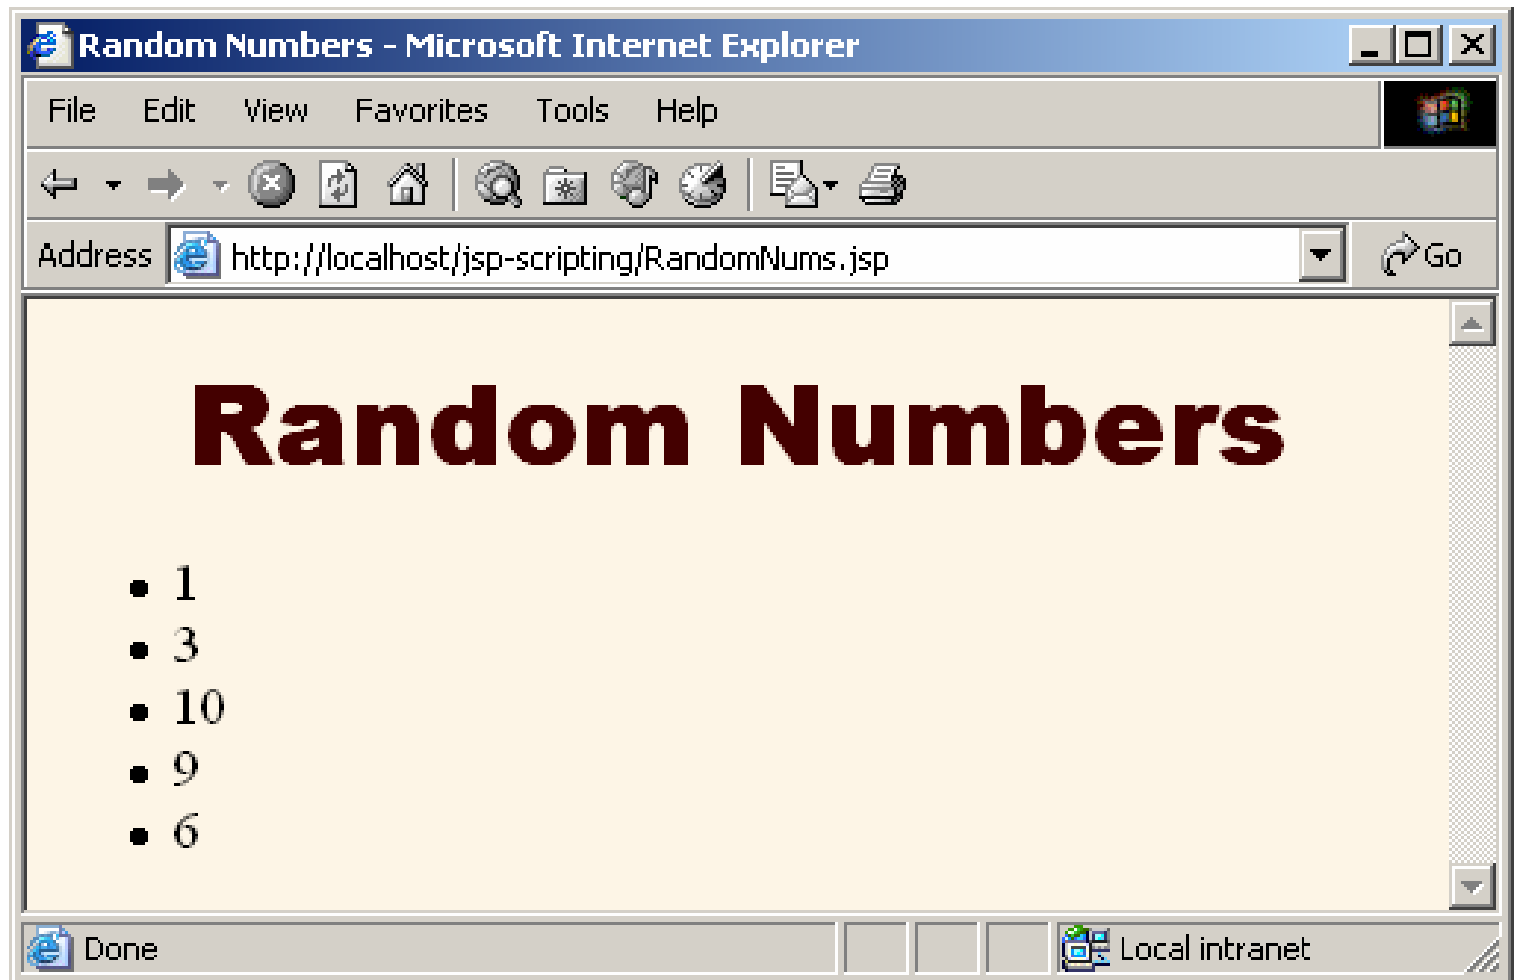 Random Numbers - Microsoft Internet Explorer
File Edit View Favorites Tools Help
Address http://localhost/jsp-scripting/RandomNums.jsp Go
Random Numbers
• 1
• 3
• 10
• 9
• 6
Done Local intranet